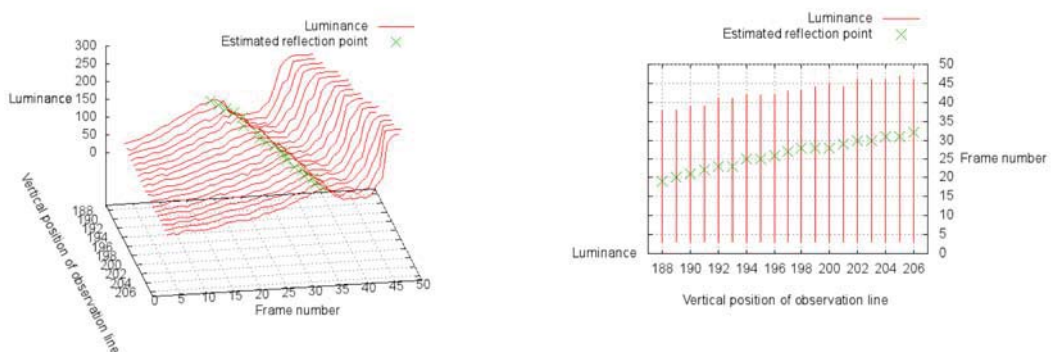 Luminance
Estimated reflection point
300
250
200
Luminance 150
100
50
0
188
190
192
194
196
198
200
202
204
206
Vertical position of observation line
0 5 10 15 20 25 30 35 40 45 50
Frame number
Luminance
Estimated reflection point
50
45
40
35
30
25 Frame number
20
15
10
5
Luminance 0
188 190 192 194 196 198 200 202 204 206
Vertical position of observation line